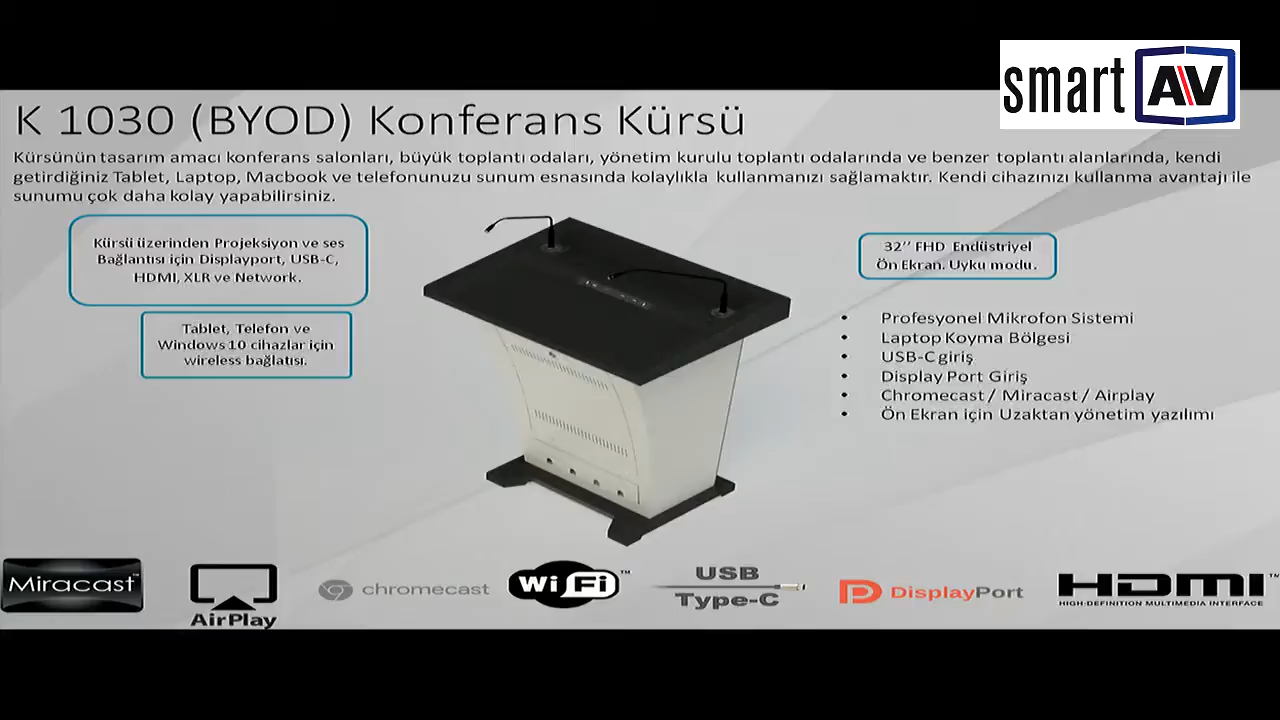 smart AV
K 1030 (BYOD) Konferans Kürsü
Kürsünün tasarım amacı konferans salonları, büyük toplantı odaları, yönetim kurulu toplantı odalarında ve benzer toplantı alanlarında, kendi
getirdiğiniz Tablet, Laptop, Macbook ve telefonunuzu sunum esnasında kolaylıkla kullanmanızı sağlamaktır. Kendi cihazınızı kullanma avantajı ile
sunumu çok daha kolay yapabilirsiniz.
Kürsü üzerinden Projeksiyon ve ses
Bağlantısı için Displayport, USB-C,
HDMI, XLR ve Network.
Tablet, Telefon ve
Windows 10 cihazlar için
wireless bağlatısı.
32’’ FHD Endüstriyel
Ön Ekran. Uyku modu.
• Profesyonel Mikrofon Sistemi
• Laptop Koyma Bölgesi
• USB-C giriş
• Display Port Giriş
• Chromecast / Miracast / Airplay
• Ön Ekran için Uzaktan yönetim yazılımı
Miracast™
AirPlay
chromecast
WiFi™
USB
Type-C
DisplayPort
HDMI™
HIGH-DEFINITION MULTIMEDIA INTERFACE